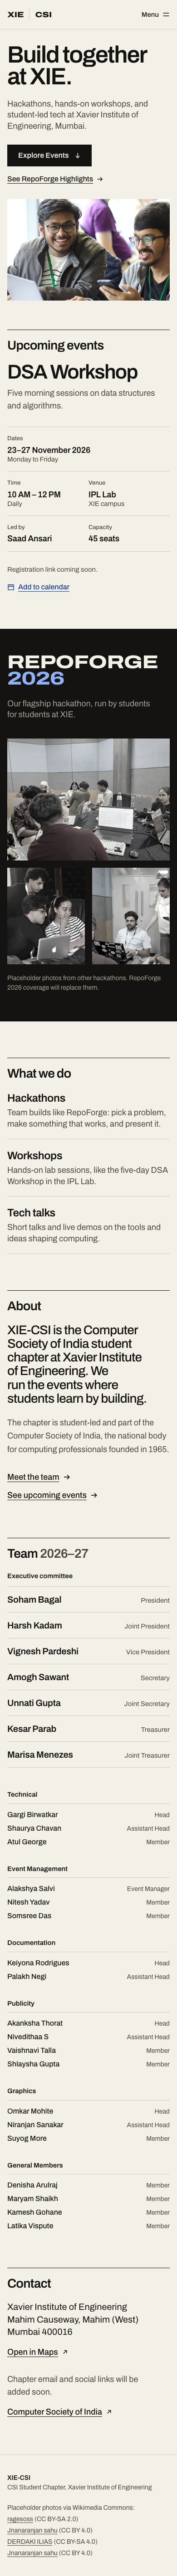 XIE | CSI
Menu
Build together
at XIE.
Hackathons, hands-on workshops, and
student-led tech at Xavier Institute of
Engineering, Mumbai.
Explore Events ↓
See RepoForge Highlights →
Upcoming events
DSA Workshop
Five morning sessions on data structures
and algorithms.
Dates
23–27 November 2026
Monday to Friday
Time Venue
10 AM – 12 PM IPL Lab
Daily XIE campus
Led by Capacity
Saad Ansari 45 seats
Registration link coming soon.
Add to calendar
REPOFORGE
2026
Our flagship hackathon, run by students
for students at XIE.
Placeholder photos from other hackathons. RepoForge
2026 coverage will replace them.
What we do
Hackathons
Team builds like RepoForge: pick a problem,
make something that works, and present it.
Workshops
Hands-on lab sessions, like the five-day DSA
Workshop in the IPL Lab.
Tech talks
Short talks and live demos on the tools and
ideas shaping computing.
About
XIE-CSI is the Computer
Society of India student
chapter at Xavier Institute
of Engineering. We
run the events where
students learn by building.
The chapter is student-led and part of the
Computer Society of India, the national body
for computing professionals founded in 1965.
Meet the team →
See upcoming events →
Team 2026–27
Executive committee
Soham Bagal President
Harsh Kadam Joint President
Vignesh Pardeshi Vice President
Amogh Sawant Secretary
Unnati Gupta Joint Secretary
Kesar Parab Treasurer
Marisa Menezes Joint Treasurer
Technical
Gargi Birwatkar Head
Shaurya Chavan Assistant Head
Atul George Member
Event Management
Alakshya Salvi Event Manager
Nitesh Yadav Member
Somsree Das Member
Documentation
Keiyona Rodrigues Head
Palakh Negi Assistant Head
Publicity
Akanksha Thorat Head
Nivedithaa S Assistant Head
Vaishnavi Talla Member
Shlaysha Gupta Member
Graphics
Omkar Mohite Head
Niranjan Sanakar Assistant Head
Suyog More Member
General Members
Denisha Arulraj Member
Maryam Shaikh Member
Kamesh Gohane Member
Latika Vispute Member
Contact
Xavier Institute of Engineering
Mahim Causeway, Mahim (West)
Mumbai 400016
Open in Maps ↗
Chapter email and social links will be
added soon.
Computer Society of India ↗
XIE-CSI
CSI Student Chapter, Xavier Institute of Engineering
Placeholder photos via Wikimedia Commons:
ragesoss (CC BY-SA 2.0)
Jnanaranjan sahu (CC BY 4.0)
DERDAKI ILIAS (CC BY-SA 4.0)
Jnanaranjan sahu (CC BY 4.0)